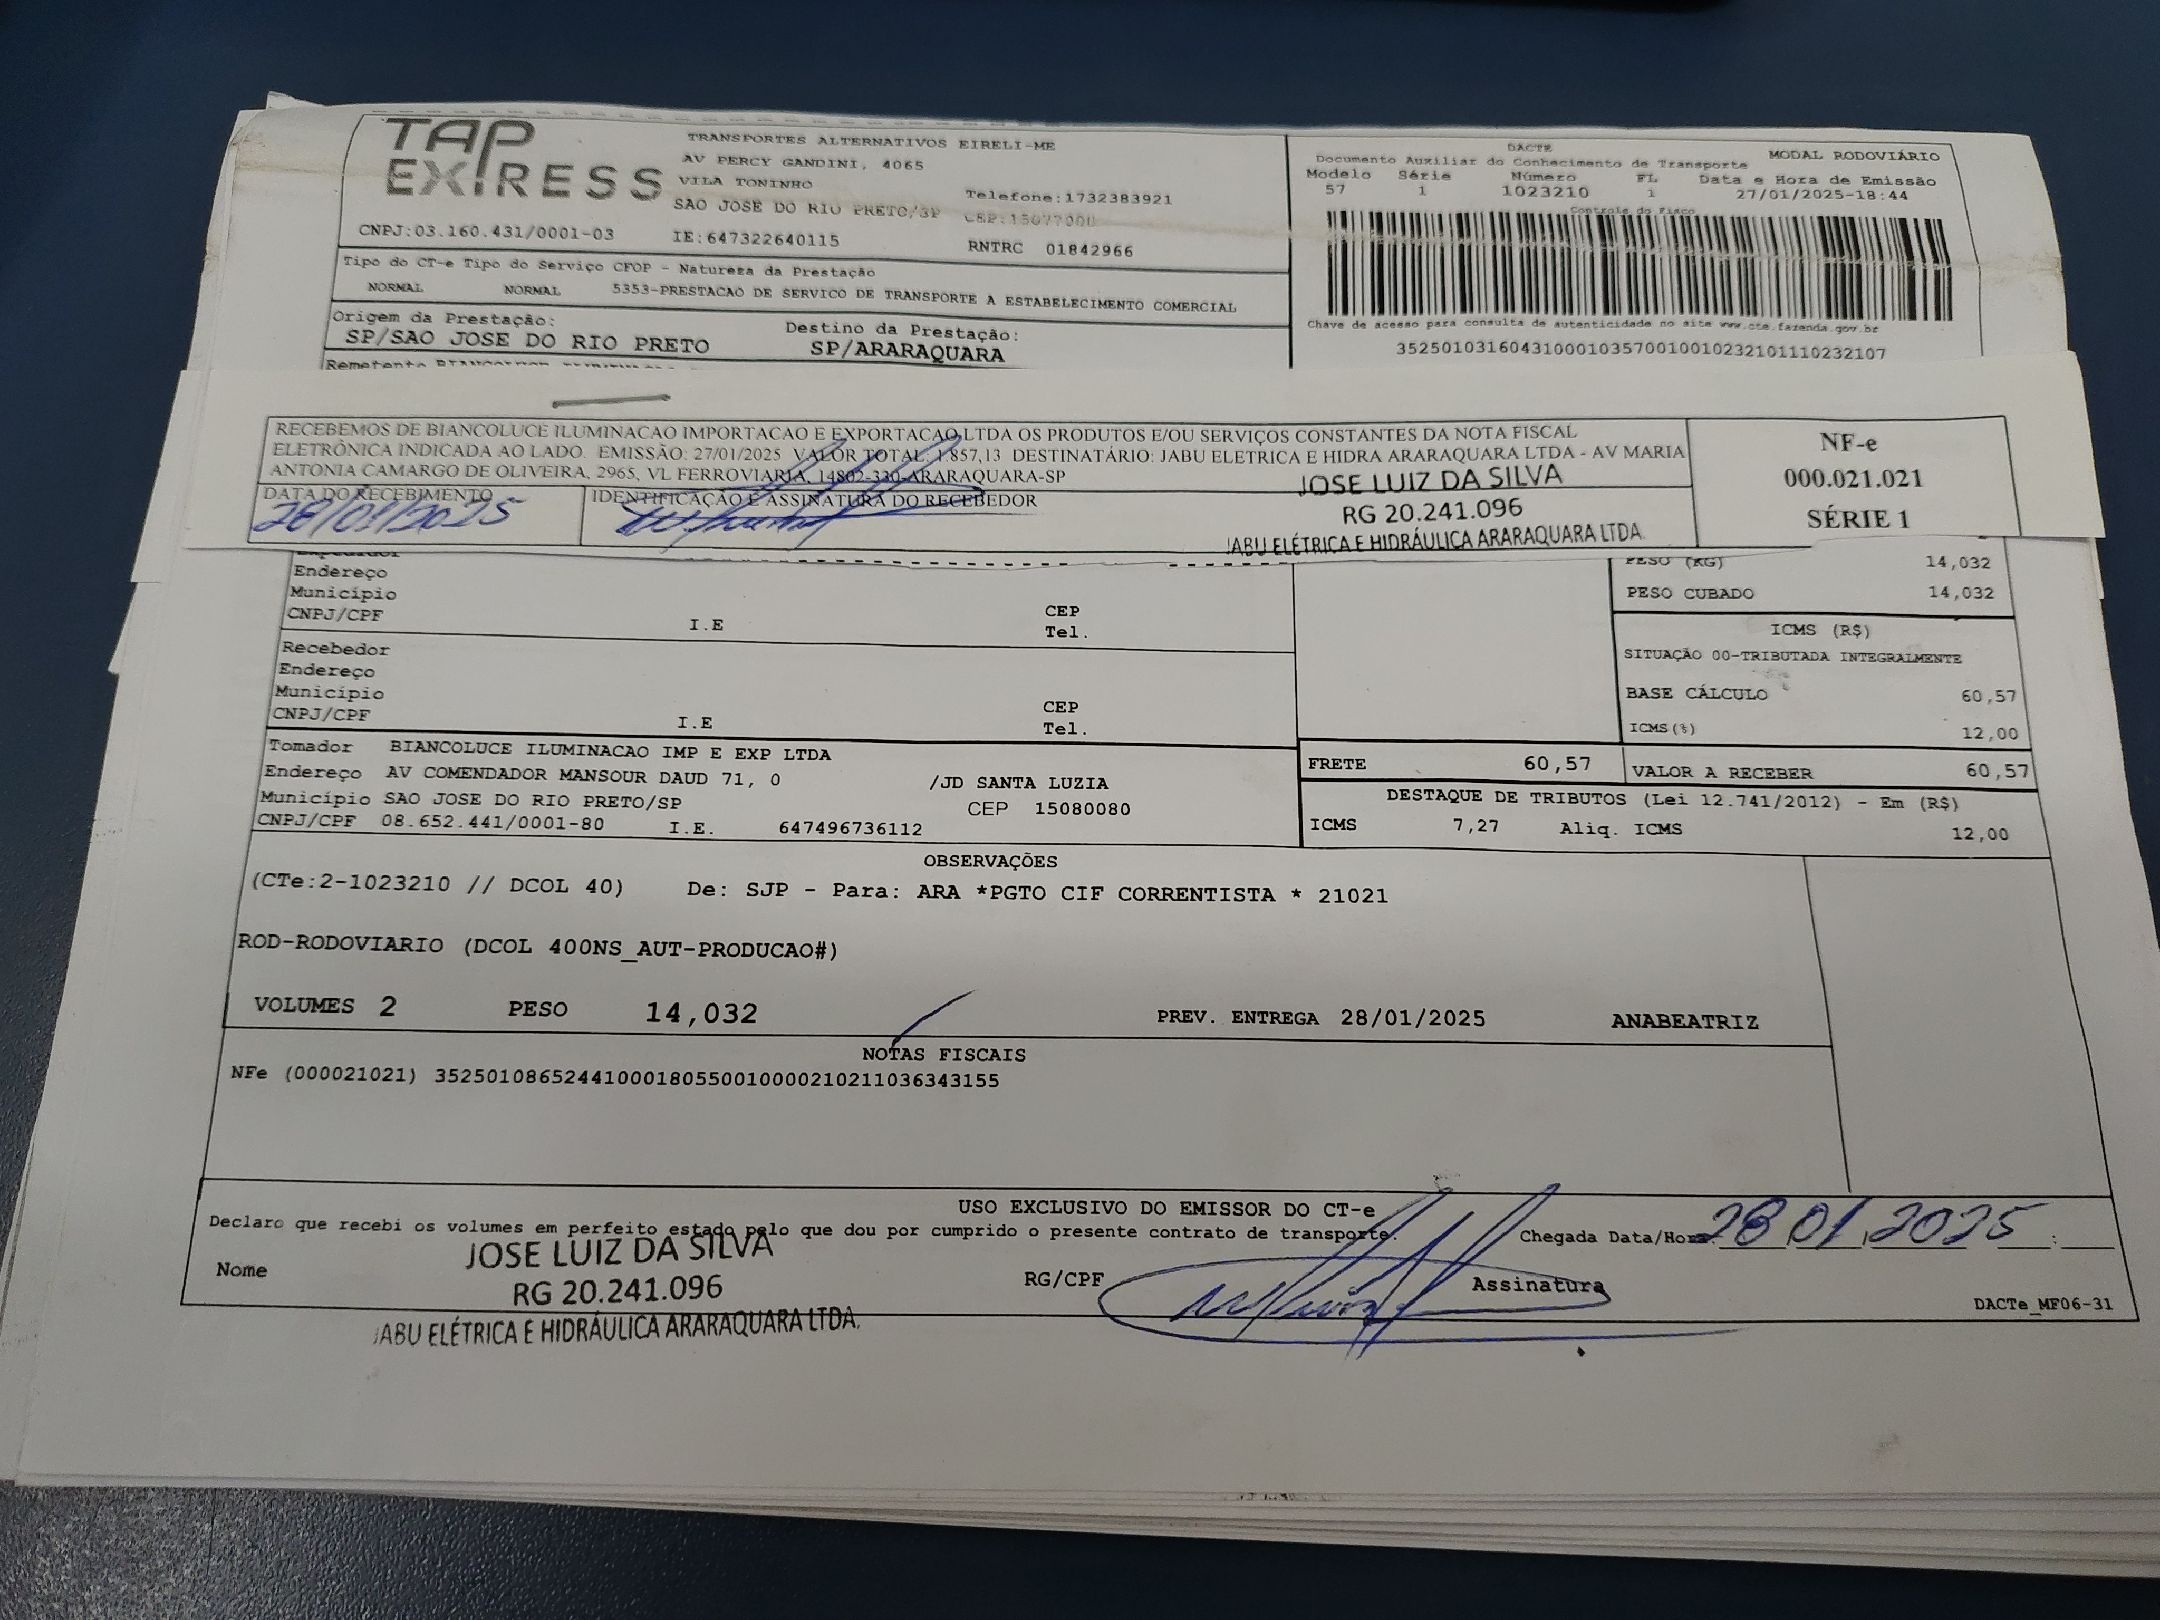 TAP EXPRESS
TRANSPORTES ALTERNATIVOS EIRELI-ME
AV PERCY GANDINI, 4065
VILA TONINHO
Telefone:1732383921
SAO JOSE DO RIO PRETO/SP CEP:15077000
CNPJ:03.160.431/0001-03 IE:647322640115 RNTRC 01842966
DACTE
Documento Auxiliar do Conhecimento de Transporte MODAL RODOVIÁRIO
Modelo Série Número FL Data e Hora de Emissão
57 1 1023210 1 27/01/2025-18:44
Controle do Fisco
Chave de acesso para consulta de autenticidade no site www.cte.fazenda.gov.br
35250103160431000103570010010232101110232107
Tipo do CT-e Tipo do Serviço CFOP - Natureza da Prestação
NORMAL NORMAL 5353-PRESTACAO DE SERVICO DE TRANSPORTE A ESTABELECIMENTO COMERCIAL
Origem da Prestação: Destino da Prestação:
SP/SAO JOSE DO RIO PRETO SP/ARARAQUARA
Remetente BIANCOLUCE
RECEBEMOS DE BIANCOLUCE ILUMINACAO IMPORTACAO E EXPORTACAO LTDA OS PRODUTOS E/OU SERVIÇOS CONSTANTES DA NOTA FISCAL
ELETRÔNICA INDICADA AO LADO. EMISSÃO: 27/01/2025 VALOR TOTAL: 1.857,13 DESTINATÁRIO: JABU ELETRICA E HIDRA ARARAQUARA LTDA - AV MARIA
ANTONIA CAMARGO DE OLIVEIRA, 2965, VL FERROVIARIA, 14802-330-ARARAQUARA-SP
DATA DO RECEBIMENTO IDENTIFICAÇÃO E ASSINATURA DO RECEBEDOR
28/01/2025
JOSE LUIZ DA SILVA
RG 20.241.096
JABU ELÉTRICA E HIDRÁULICA ARARAQUARA LTDA
NF-e
000.021.021
SÉRIE 1
Expedidor
Endereço
Município CEP
CNPJ/CPF I.E Tel.
Recebedor
Endereço
Município CEP
CNPJ/CPF I.E Tel.
PESO (KG) 14,032
PESO CUBADO 14,032
ICMS (R$)
SITUAÇÃO 00-TRIBUTADA INTEGRALMENTE
BASE CÁLCULO 60,57
ICMS(%) 12,00
Tomador BIANCOLUCE ILUMINACAO IMP E EXP LTDA
Endereço AV COMENDADOR MANSOUR DAUD 71, 0 /JD SANTA LUZIA
Município SAO JOSE DO RIO PRETO/SP CEP 15080080
CNPJ/CPF 08.652.441/0001-80 I.E. 647496736112
FRETE 60,57 VALOR A RECEBER 60,57
DESTAQUE DE TRIBUTOS (Lei 12.741/2012) - Em (R$)
ICMS 7,27 Aliq. ICMS 12,00
OBSERVAÇÕES
(CTe:2-1023210 // DCOL 40) De: SJP - Para: ARA *PGTO CIF CORRENTISTA * 21021
ROD-RODOVIARIO (DCOL 400NS_AUT-PRODUCAO#)
VOLUMES 2 PESO 14,032 PREV. ENTREGA 28/01/2025 ANABEATRIZ
NOTAS FISCAIS
NFe (000021021) 35250108652441000180550010000210211036343155
USO EXCLUSIVO DO EMISSOR DO CT-e
Declaro que recebi os volumes em perfeito estado pelo que dou por cumprido o presente contrato de transporte. Chegada Data/Hora: 28 01 2025
JOSE LUIZ DA SILVA
Nome RG/CPF Assinatura
RG 20.241.096
DACTe_MF06-31
JABU ELÉTRICA E HIDRÁULICA ARARAQUARA LTDA.